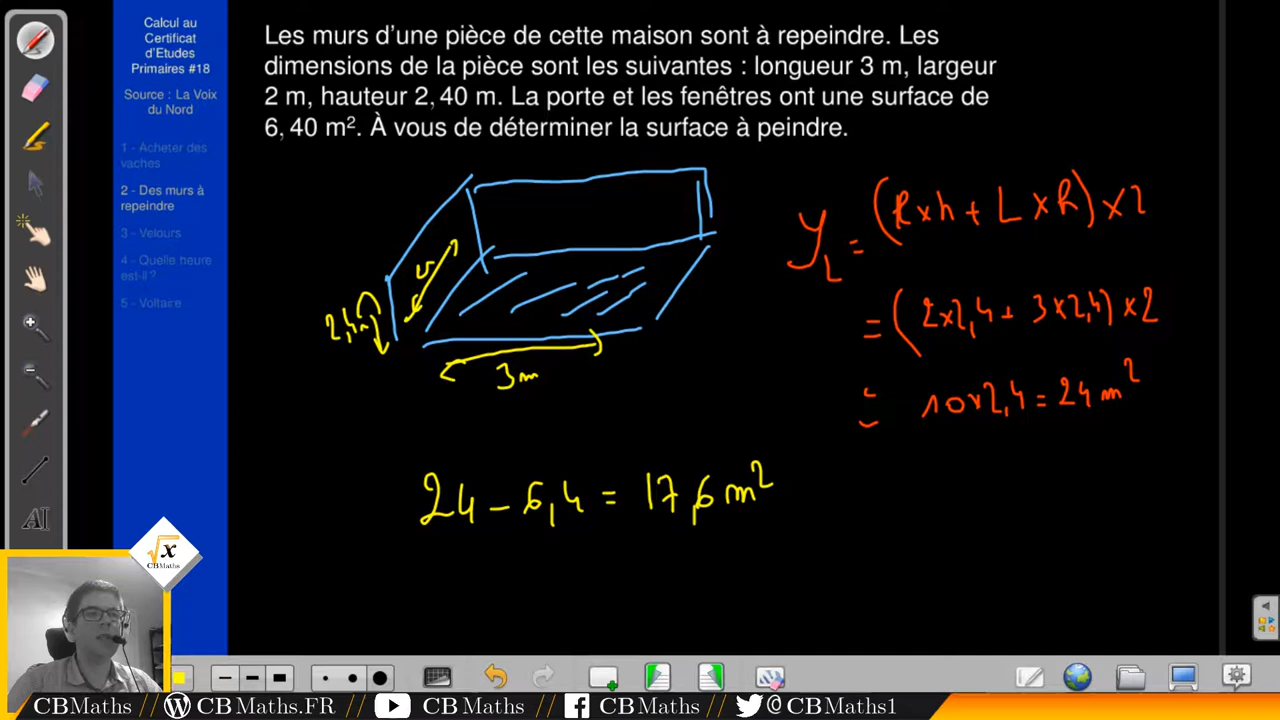 Calcul au
Certificat
d'Etudes
Primaires #18
Source : La Voix
du Nord
1 - Acheter des
vaches
2 - Des murs à
repeindre
3 - Velours
4 - Quelle heure
est-il ?
5 - Voltaire
Les murs d'une pièce de cette maison sont à repeindre. Les
dimensions de la pièce sont les suivantes : longueur 3 m, largeur
2 m, hauteur 2, 40 m. La porte et les fenêtres ont une surface de
6, 40 m². À vous de déterminer la surface à peindre.
2,4m
3m
= (l×h + L×h)×2
= (2×2,4 + 3×2,4)×2
= 10×2,4 = 24 m²
24 - 6,4 = 17,6 m²
AI
√x
CBMaths
CBMaths
CBMaths.FR
CBMaths
CBMaths
@CBMaths1